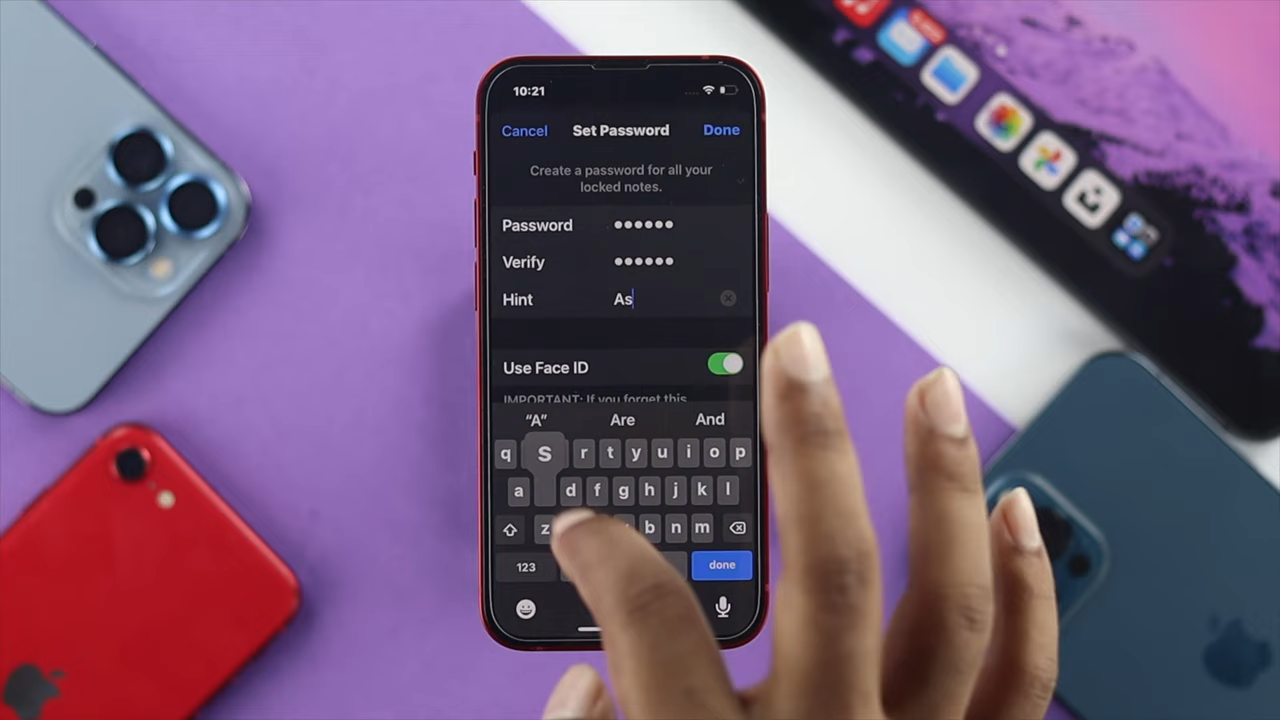 10:21
Cancel Set Password Done
Create a password for all your
locked notes.
Password ●●●●●●
Verify ●●●●●●
Hint As
Use Face ID
IMPORTANT: If you forget this
“A” Are And
q S r t y u i o p
a d f g h j k l
z b n m
123 done